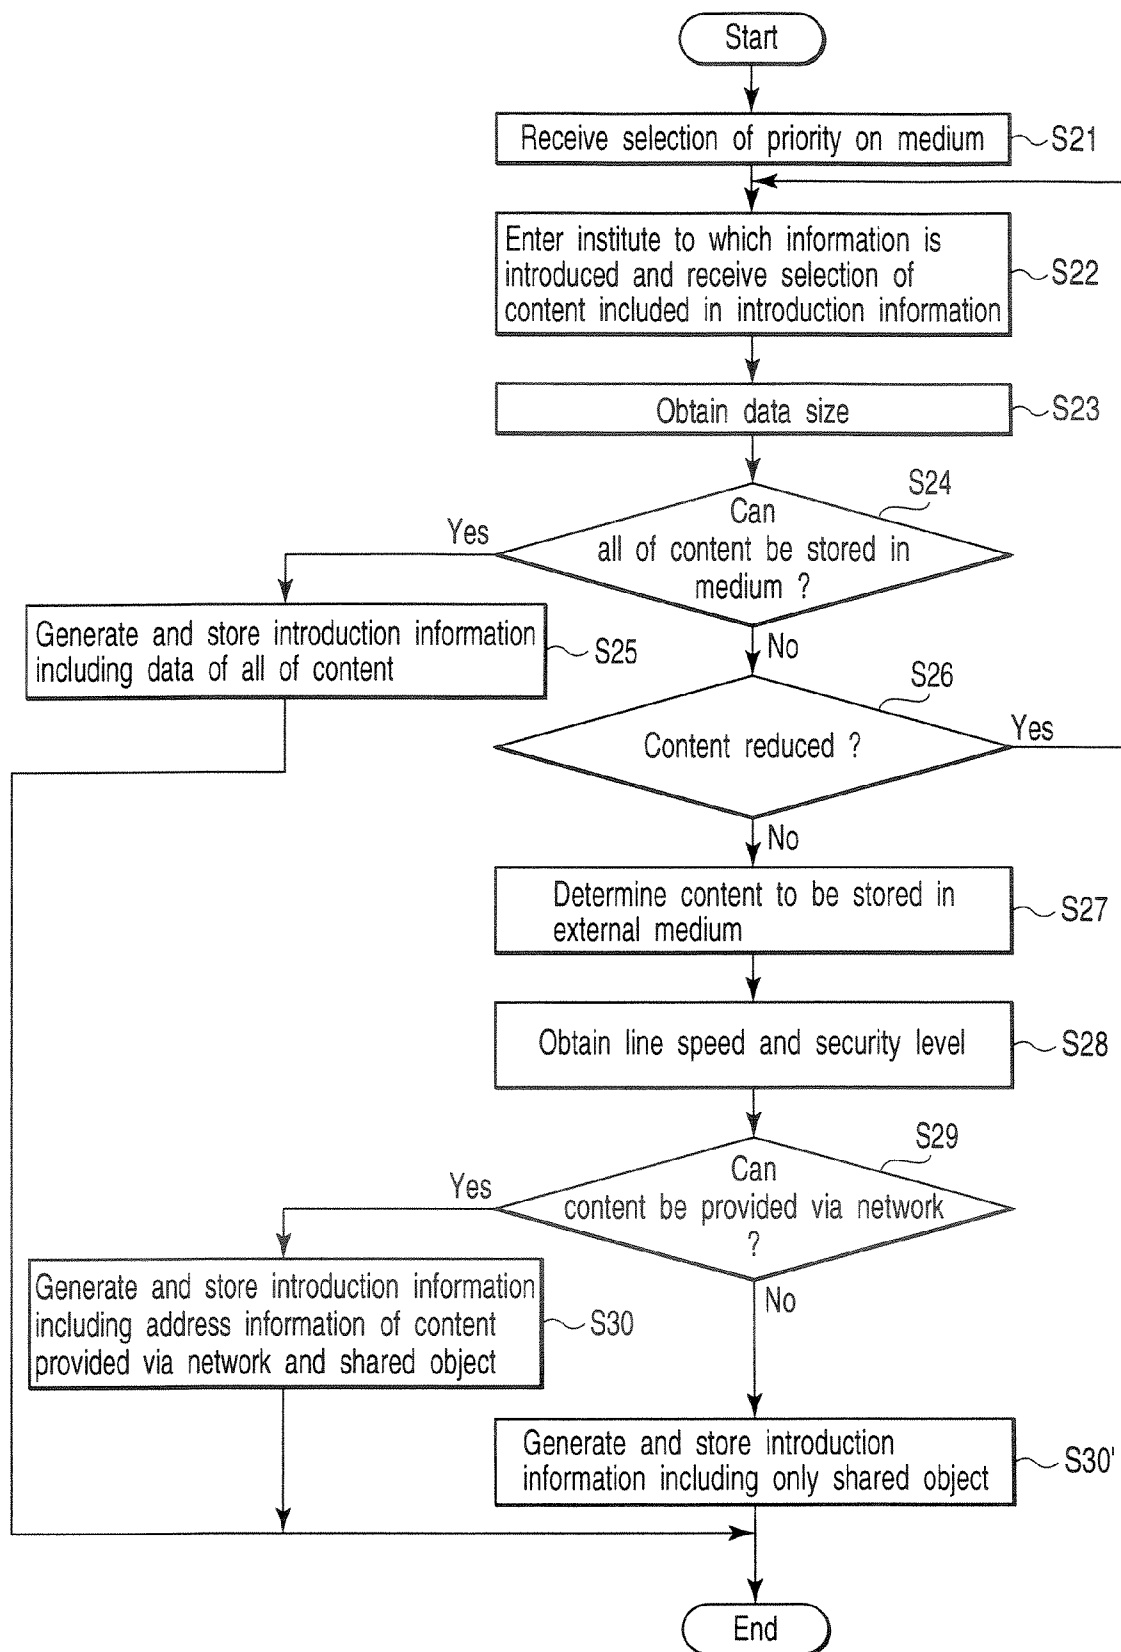 Start
Receive selection of priority on medium
S21
Enter institute to which information is
introduced and receive selection of
content included in introduction information
S22
Obtain data size
S23
S24
Can
all of content be stored in
medium ?
Yes
No
Generate and store introduction information
including data of all of content
S25
S26
Content reduced ?
Yes
No
Determine content to be stored in
external medium
S27
Obtain line speed and security level
S28
S29
Can
content be provided via network
?
Yes
No
Generate and store introduction information
including address information of content
provided via network and shared object
S30
Generate and store introduction
information including only shared object
S30'
End